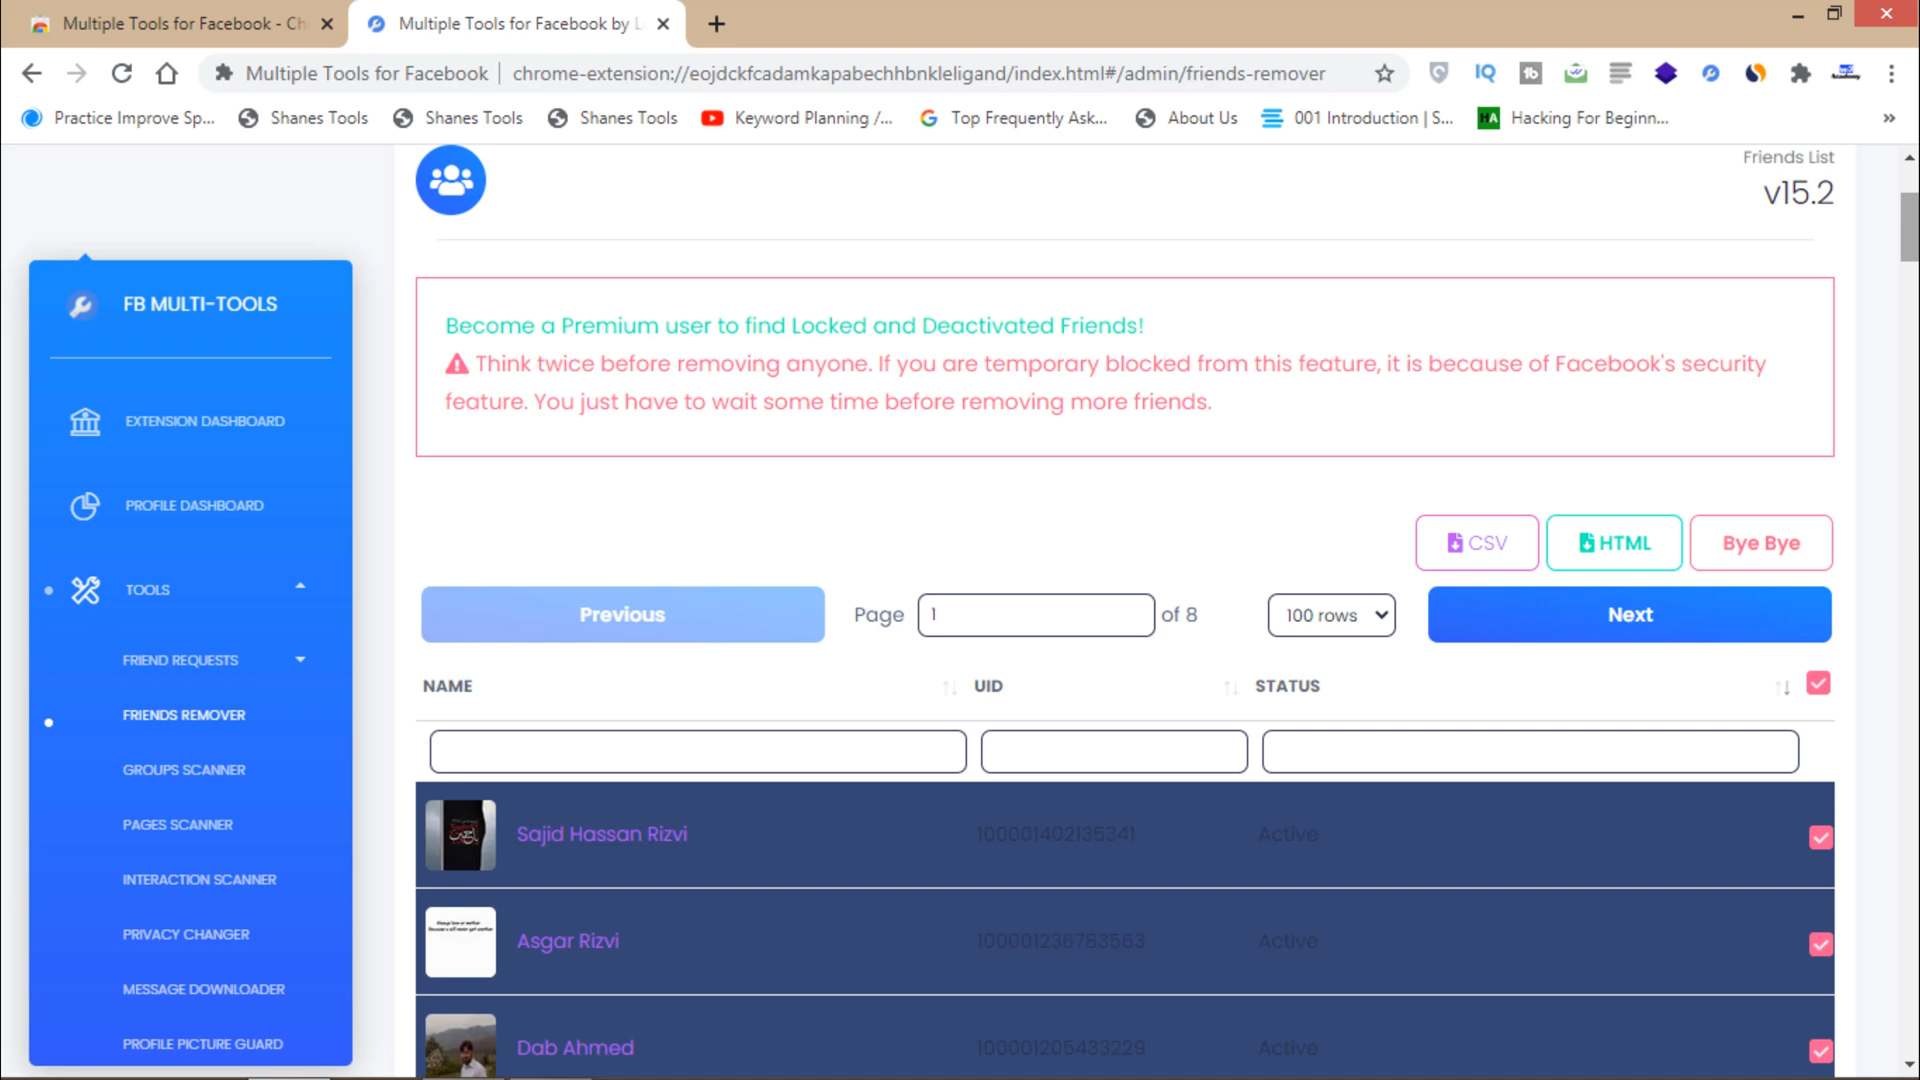 Multiple Tools for Facebook - Ch
Multiple Tools for Facebook by L
Multiple Tools for Facebook | chrome-extension://eojdckfcadamkapabechhbnkleligand/index.html#/admin/friends-remover
Practice Improve Sp... Shanes Tools Shanes Tools Shanes Tools Keyword Planning /... Top Frequently Ask... About Us 001 Introduction | S... HA Hacking For Beginn... »
Friends List
v15.2
FB MULTI-TOOLS
EXTENSION DASHBOARD
PROFILE DASHBOARD
TOOLS
FRIEND REQUESTS
FRIENDS REMOVER
GROUPS SCANNER
PAGES SCANNER
INTERACTION SCANNER
PRIVACY CHANGER
MESSAGE DOWNLOADER
PROFILE PICTURE GUARD
Become a Premium user to find Locked and Deactivated Friends!
Think twice before removing anyone. If you are temporary blocked from this feature, it is because of Facebook's security
feature. You just have to wait some time before removing more friends.
CSV HTML Bye Bye
Previous Page 1 of 8 100 rows Next
NAME UID STATUS
Sajid Hassan Rizvi 100001402135341 Active
Asgar Rizvi 100001236783563 Active
Dab Ahmed 100001205433229 Active